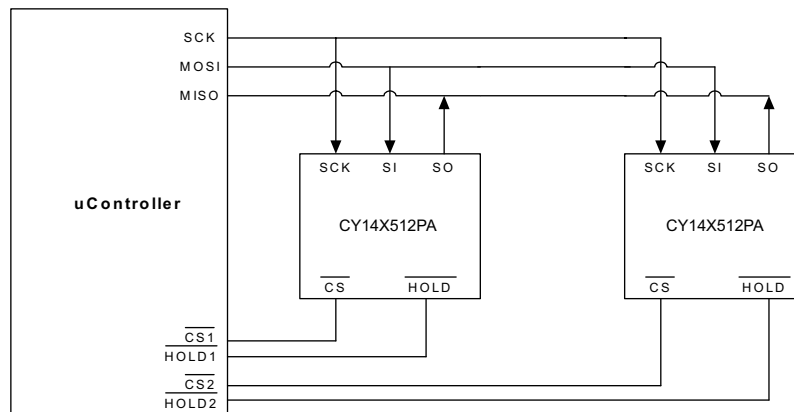 SCK
MOSI
MISO
SCK SI SO
SCK SI SO
uController
CY14X512PA
CY14X512PA
CS HOLD
CS HOLD
CS1
HOLD1
CS2
HOLD2